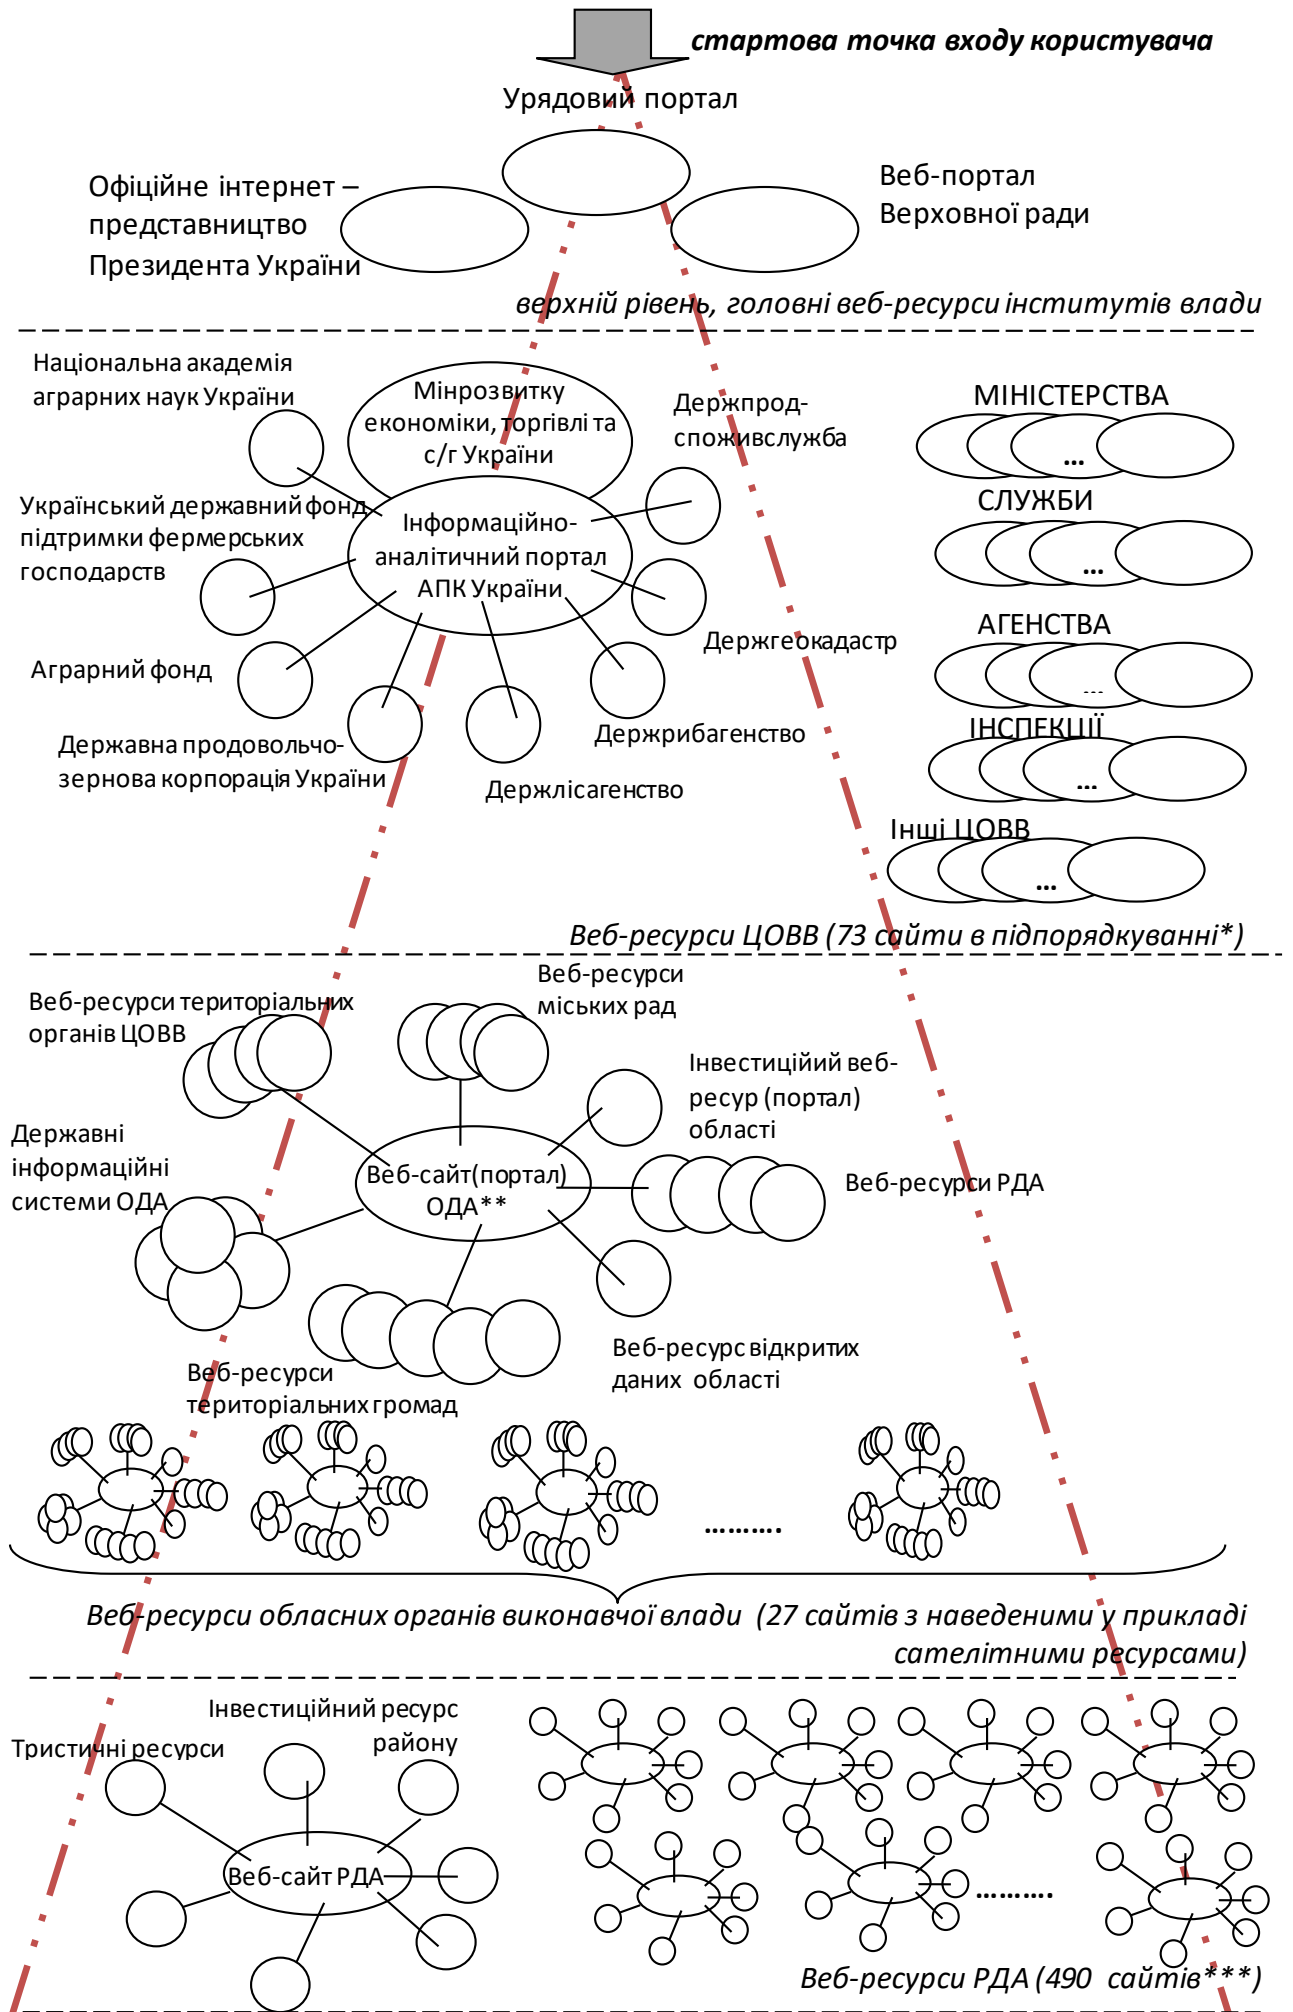 стартова точка входу користувача
Урядовий портал
Офіційне інтернет –
представництво
Президента України
Веб-портал
Верховної ради
верхній рівень, головні веб-ресурси інститутів влади
Національна академія
аграрних наук України
Мінрозвитку
економіки, торгівлі та
с/г України
Держпрод-
споживслужба
МІНІСТЕРСТВА
...
СЛУЖБИ
...
Український державний фонд
підтримки фермерських
господарств
Інформаційно-
аналітичний портал
АПК України
АГЕНСТВА
...
Держгеокадастр
Аграрний фонд
ІНСПЕКЦІЇ
...
Держрибагенство
Державна продовольчо-
зернова корпорація України
Держлісагенство
Інші ЦОВВ
...
Веб-ресурси ЦОВВ (73 сайти в підпорядкуванні*)
Веб-ресурси територіальних
органів ЦОВВ
Веб-ресурси
міських рад
Інвестиційий веб-
ресур (портал)
області
Державні
інформаційні
системи ОДА
Веб-сайт(портал)
ОДА**
Веб-ресурси РДА
Веб-ресурс відкритих
даних області
Веб-ресурси
територіальних громад
..........
Веб-ресурси обласних органів виконавчої влади (27 сайтів з наведеними у прикладі
сателітними ресурсами)
Інвестиційний ресурс
району
Тристичні ресурси
Веб-сайт РДА
..........
Веб-ресурси РДА (490 сайтів***)